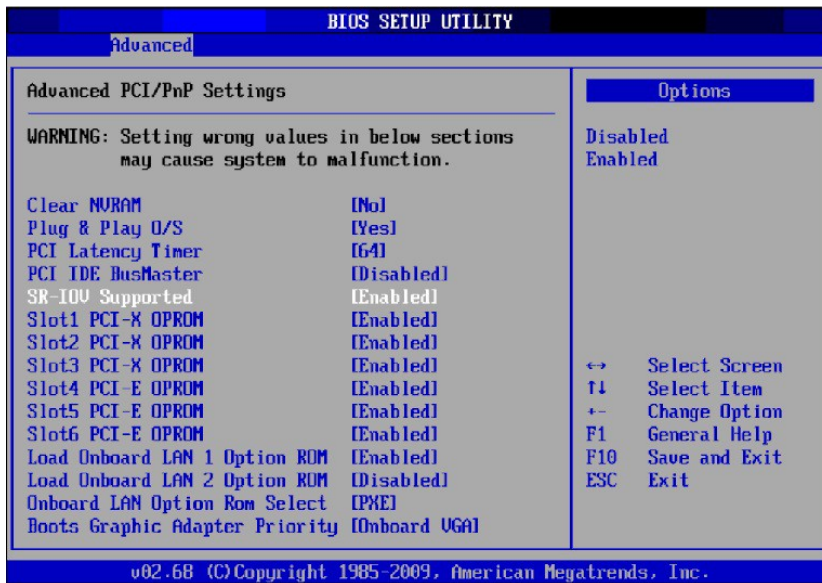 BIOS SETUP UTILITY
Advanced
Advanced PCI/PnP Settings
WARNING: Setting wrong values in below sections
may cause system to malfunction.
Clear NVRAM [No]
Plug & Play O/S [Yes]
PCI Latency Timer [64]
PCI IDE BusMaster [Disabled]
SR-IOV Supported [Enabled]
Slot1 PCI-X OPROM [Enabled]
Slot2 PCI-X OPROM [Enabled]
Slot3 PCI-X OPROM [Enabled]
Slot4 PCI-E OPROM [Enabled]
Slot5 PCI-E OPROM [Enabled]
Slot6 PCI-E OPROM [Enabled]
Load Onboard LAN 1 Option ROM [Enabled]
Load Onboard LAN 2 Option ROM [Disabled]
Onboard LAN Option Rom Select [PXE]
Boots Graphic Adapter Priority [Onboard VGA]
Options
Disabled
Enabled
↔ Select Screen
↑↓ Select Item
+- Change Option
F1 General Help
F10 Save and Exit
ESC Exit
v02.68 (C)Copyright 1985-2009, American Megatrends, Inc.